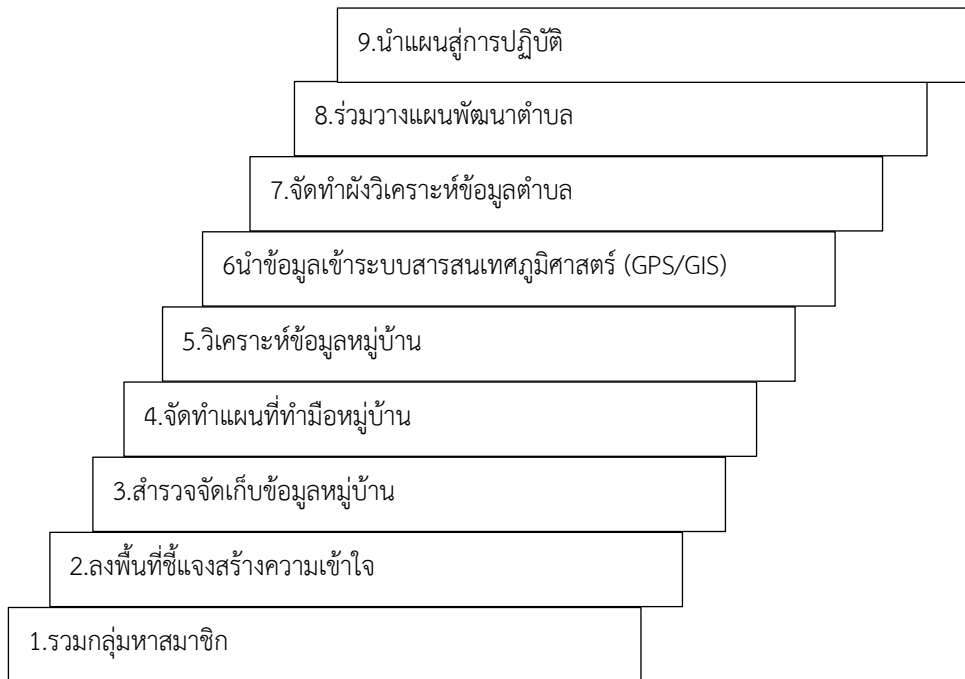 9.นำแผนสู่การปฏิบัติ
8.ร่วมวางแผนพัฒนาตำบล
7.จัดทำผังวิเคราะห์ข้อมูลตำบล
6นำข้อมูลเข้าระบบสารสนเทศภูมิศาสตร์ (GPS/GIS)
5.วิเคราะห์ข้อมูลหมู่บ้าน
4.จัดทำแผนที่ทำมือหมู่บ้าน
3.สำรวจจัดเก็บข้อมูลหมู่บ้าน
2.ลงพื้นที่ชี้แจงสร้างความเข้าใจ
1.รวมกลุ่มหาสมาชิก